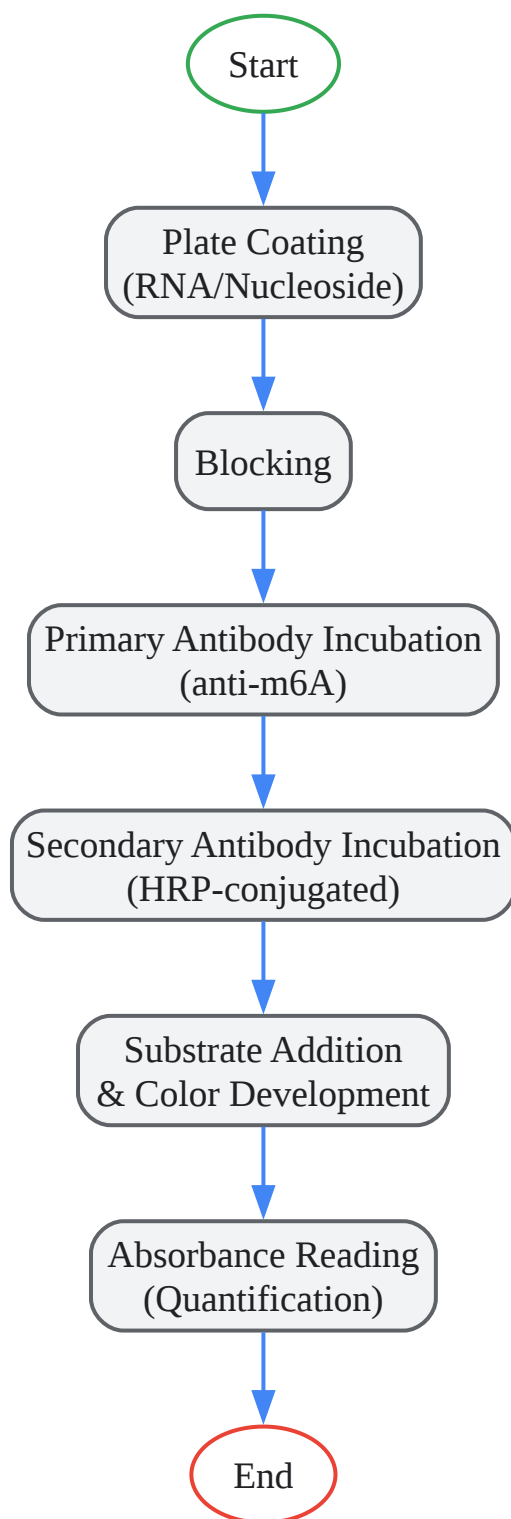 Start
Plate Coating
(RNA/Nucleoside)
Blocking
Primary Antibody Incubation
(anti-m6A)
Secondary Antibody Incubation
(HRP-conjugated)
Substrate Addition
& Color Development
Absorbance Reading
(Quantification)
End